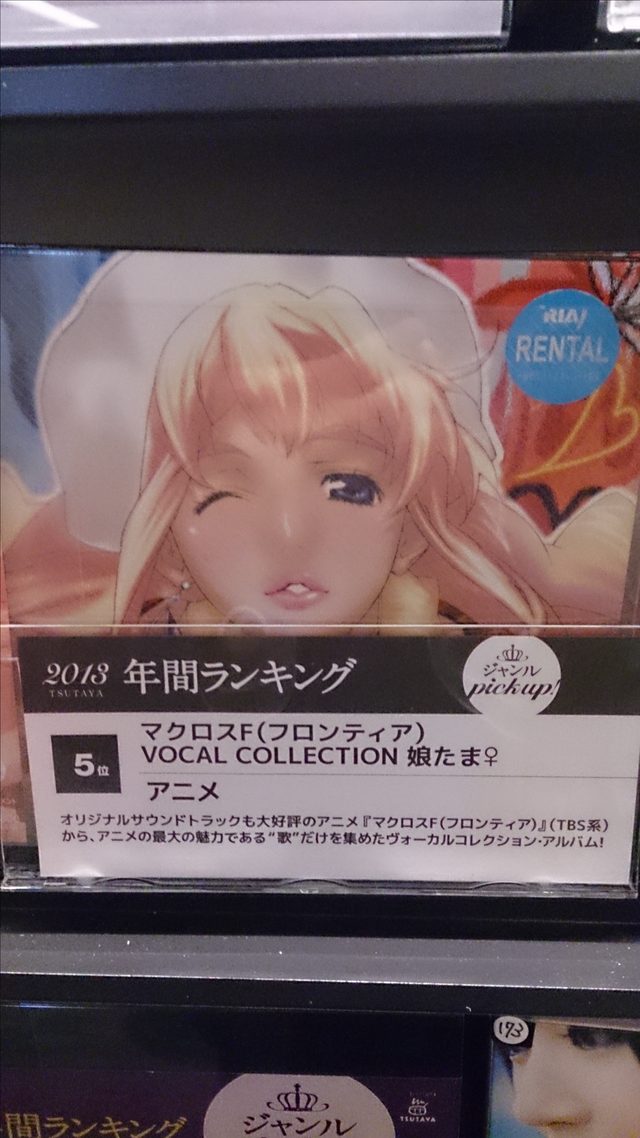 RIAJ
RENTAL
2013
TSUTAYA
年間ランキング
ジャンル
pick up!
5位
マクロスF(フロンティア)
VOCAL COLLECTION 娘たま♀
アニメ
オリジナルサウンドトラックも大好評のアニメ『マクロスF(フロンティア)』(TBS系)
から、アニメの最大の魅力である“歌”だけを集めたヴォーカルコレクション・アルバム!
173
間ランキング
ジャンル
TSUTAYA